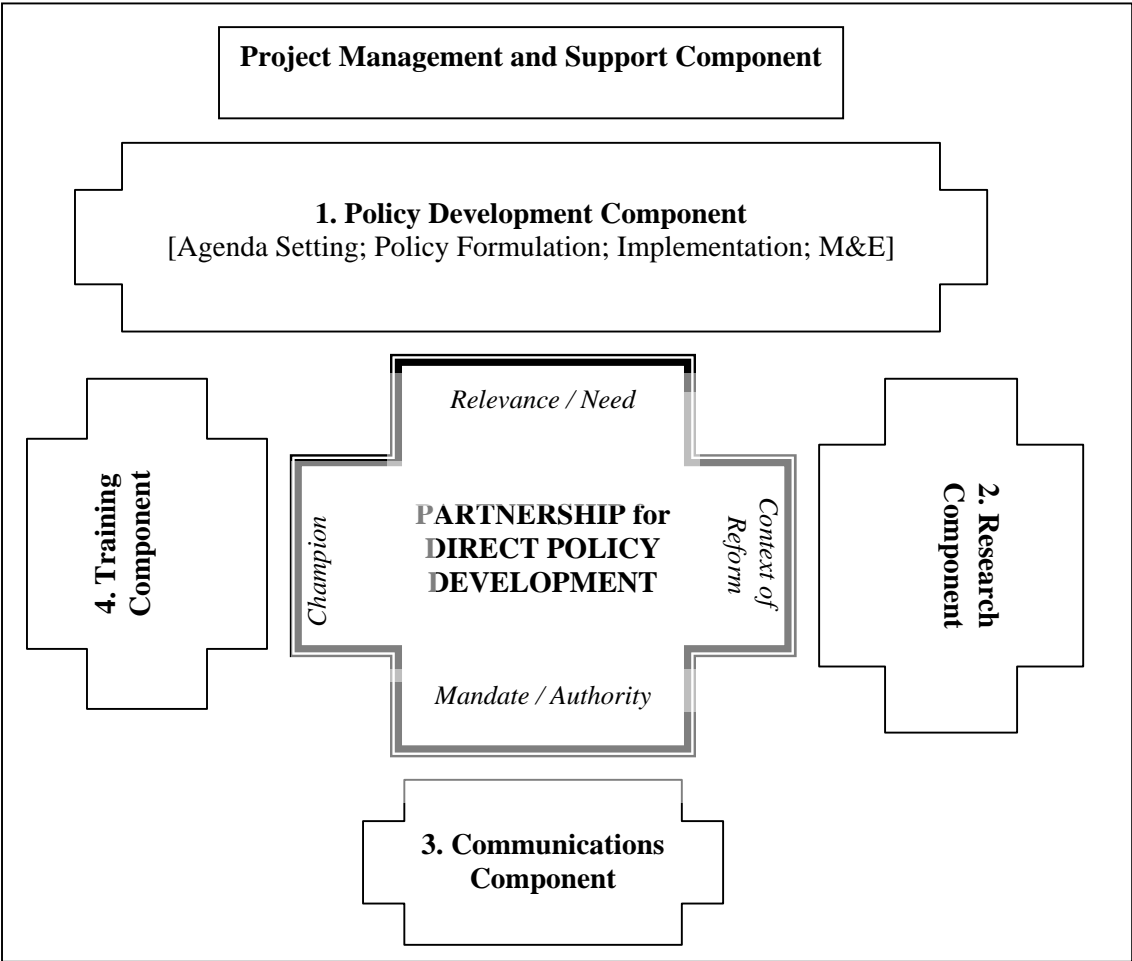 Project Management and Support Component
1. Policy Development Component
[Agenda Setting; Policy Formulation; Implementation; M&E]
Relevance / Need
4. Training
Component
Champion
PARTNERSHIP for
DIRECT POLICY
DEVELOPMENT
Context of
Reform
2. Research
Component
Mandate / Authority
3. Communications
Component